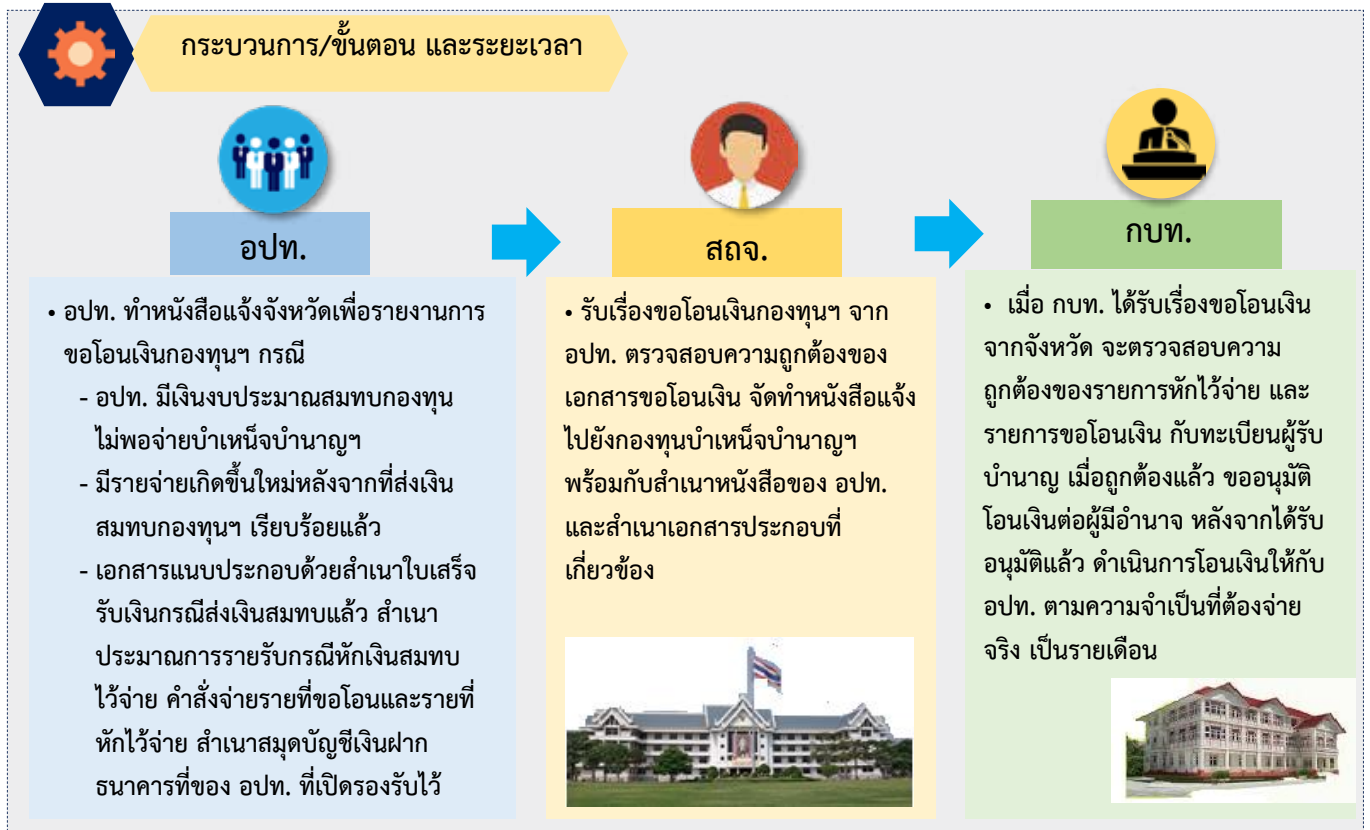 กระบวนการ/ขั้นตอน และระยะเวลา
อปท.
• อปท. ทำหนังสือแจ้งจังหวัดเพื่อรายงานการ
ขอโอนเงินกองทุนฯ กรณี
- อปท. มีเงินงบประมาณสมทบกองทุน
ไม่พอจ่ายบำเหน็จบำนาญฯ
- มีรายจ่ายเกิดขึ้นใหม่หลังจากที่ส่งเงิน
สมทบกองทุนฯ เรียบร้อยแล้ว
- เอกสารแนบประกอบด้วยสำเนาใบเสร็จ
รับเงินกรณีส่งเงินสมทบแล้ว สำเนา
ประมาณการรายรับกรณีหักเงินสมทบ
ไว้จ่าย คำสั่งจ่ายรายที่ขอโอนและรายที่
หักไว้จ่าย สำเนาสมุดบัญชีเงินฝาก
ธนาคารที่ของ อปท. ที่เปิดรองรับไว้
สถจ.
• รับเรื่องขอโอนเงินกองทุนฯ จาก
อปท. ตรวจสอบความถูกต้องของ
เอกสารขอโอนเงิน จัดทำหนังสือแจ้ง
ไปยังกองทุนบำเหน็จบำนาญฯ
พร้อมกับสำเนาหนังสือของ อปท.
และสำเนาเอกสารประกอบที่
เกี่ยวข้อง
กบท.
• เมื่อ กบท. ได้รับเรื่องขอโอนเงิน
จากจังหวัด จะตรวจสอบความ
ถูกต้องของรายการหักไว้จ่าย และ
รายการขอโอนเงิน กับทะเบียนผู้รับ
บำนาญ เมื่อถูกต้องแล้ว ขออนุมัติ
โอนเงินต่อผู้มีอำนาจ หลังจากได้รับ
อนุมัติแล้ว ดำเนินการโอนเงินให้กับ
อปท. ตามความจำเป็นที่ต้องจ่าย
จริง เป็นรายเดือน